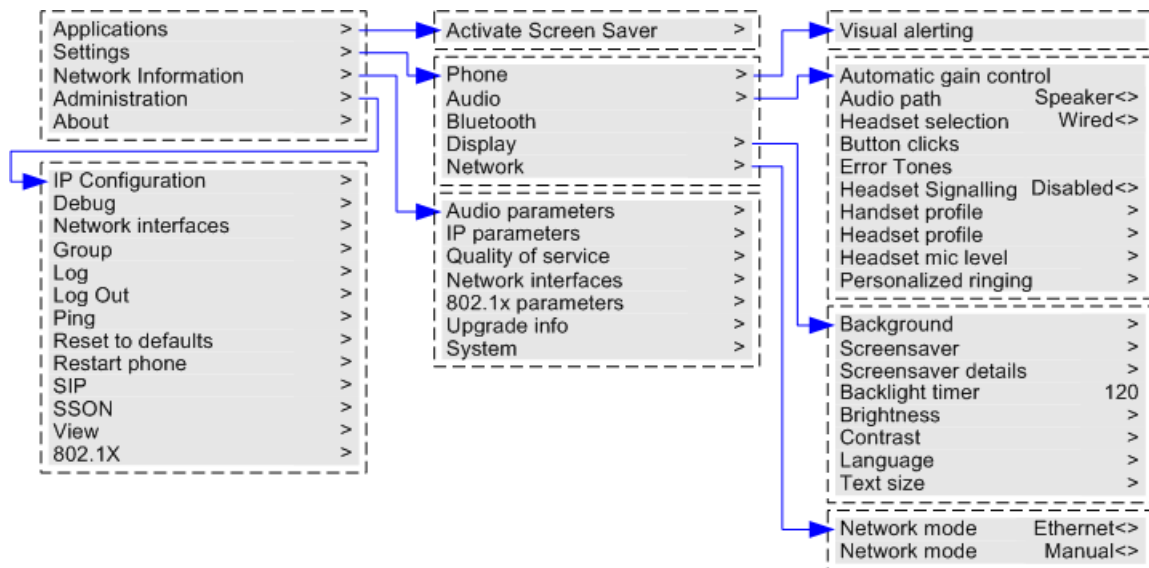 Applications >
Settings >
Network Information >
Administration >
About >
IP Configuration >
Debug >
Network interfaces >
Group >
Log >
Log Out >
Ping >
Reset to defaults >
Restart phone >
SIP >
SSON >
View >
802.1X >
Activate Screen Saver >
Phone >
Audio >
Bluetooth
Display >
Network >
Audio parameters >
IP parameters >
Quality of service >
Network interfaces >
802.1x parameters >
Upgrade info >
System >
Visual alerting
Automatic gain control
Audio path Speaker<>
Headset selection Wired<>
Button clicks
Error Tones
Headset Signalling Disabled<>
Handset profile >
Headset profile >
Headset mic level >
Personalized ringing >
Background >
Screensaver >
Screensaver details >
Backlight timer 120
Brightness >
Contrast >
Language >
Text size >
Network mode Ethernet<>
Network mode Manual<>